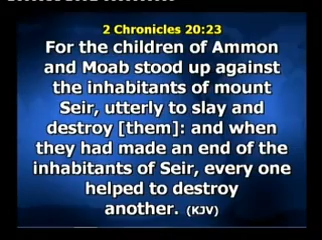 2 Chronicles 20:23
For the children of Ammon
and Moab stood up against
the inhabitants of mount
Seir, utterly to slay and
destroy [them]: and when
they had made an end of the
inhabitants of Seir, every one
helped to destroy
another. (KJV)